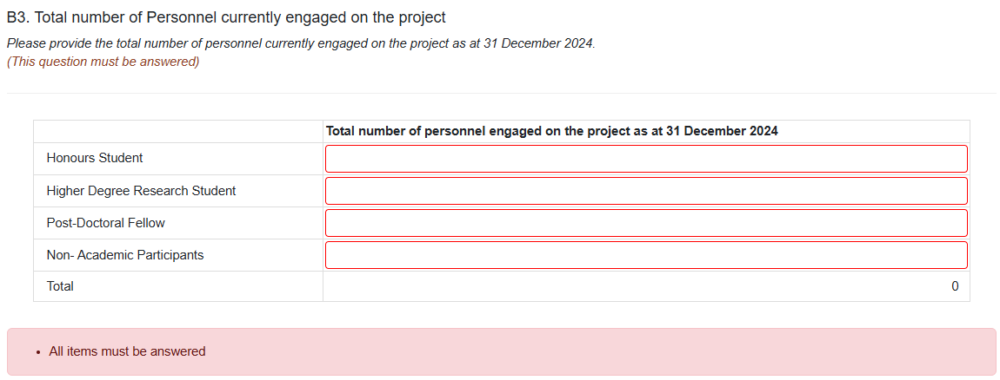 B3. Total number of Personnel currently engaged on the project
Please provide the total number of personnel currently engaged on the project as at 31 December 2024.
(This question must be answered)
Total number of personnel engaged on the project as at 31 December 2024
Honours Student
Higher Degree Research Student
Post-Doctoral Fellow
Non- Academic Participants
Total 0
• All items must be answered